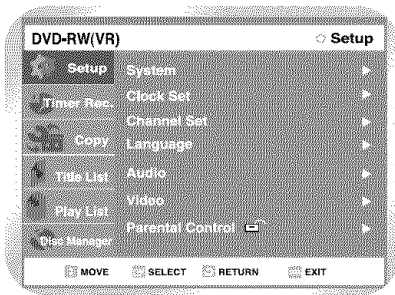 DVD-RW(VR) Setup
Setup
Timer Rec.
Copy
Title List
Play List
Disc Manager
System
Clock Set
Channel Set
Language
Audio
Video
Parental Control
MOVE SELECT RETURN EXIT